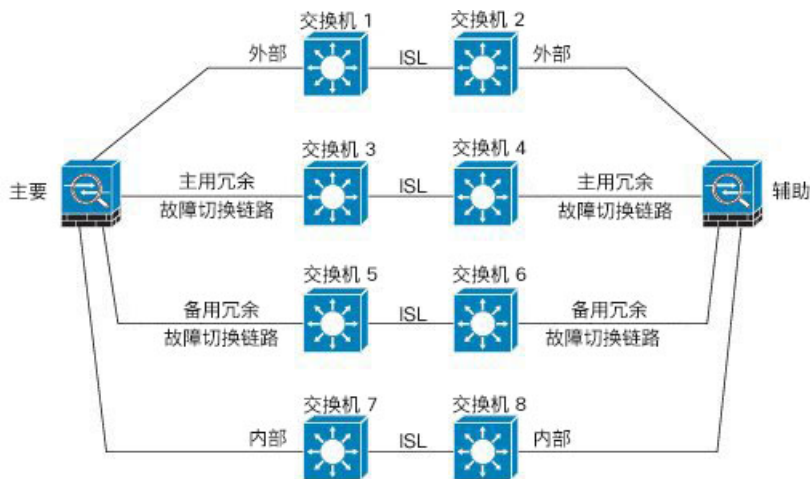 交换机 1
交换机 2
外部
ISL
外部
交换机 3
交换机 4
主要
主用冗余
故障切换链路
ISL
主用冗余
故障切换链路
辅助
交换机 5
交换机 6
备用冗余
故障切换链路
ISL
备用冗余
故障切换链路
交换机 7
交换机 8
内部
ISL
内部